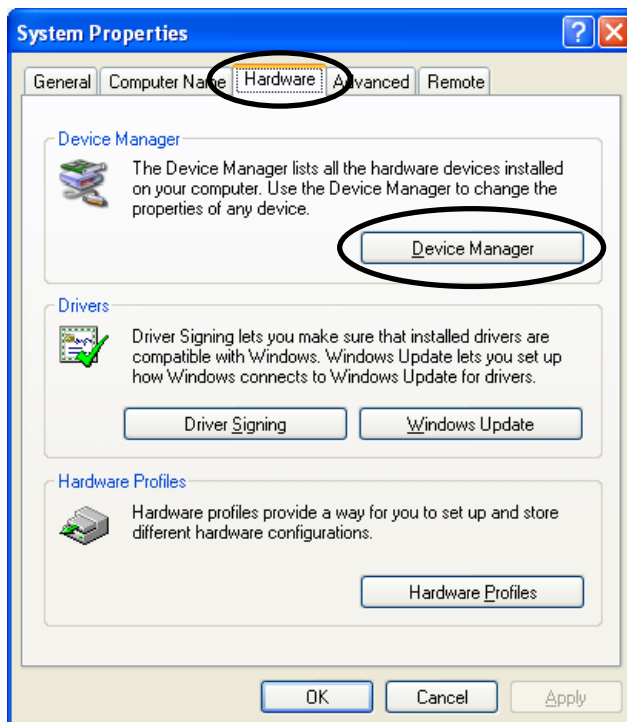 System Properties
General Computer Name Hardware Advanced Remote
Device Manager
The Device Manager lists all the hardware devices installed
on your computer. Use the Device Manager to change the
properties of any device.
Device Manager
Drivers
Driver Signing lets you make sure that installed drivers are
compatible with Windows. Windows Update lets you set up
how Windows connects to Windows Update for drivers.
Driver Signing Windows Update
Hardware Profiles
Hardware profiles provide a way for you to set up and store
different hardware configurations.
Hardware Profiles
OK Cancel Apply